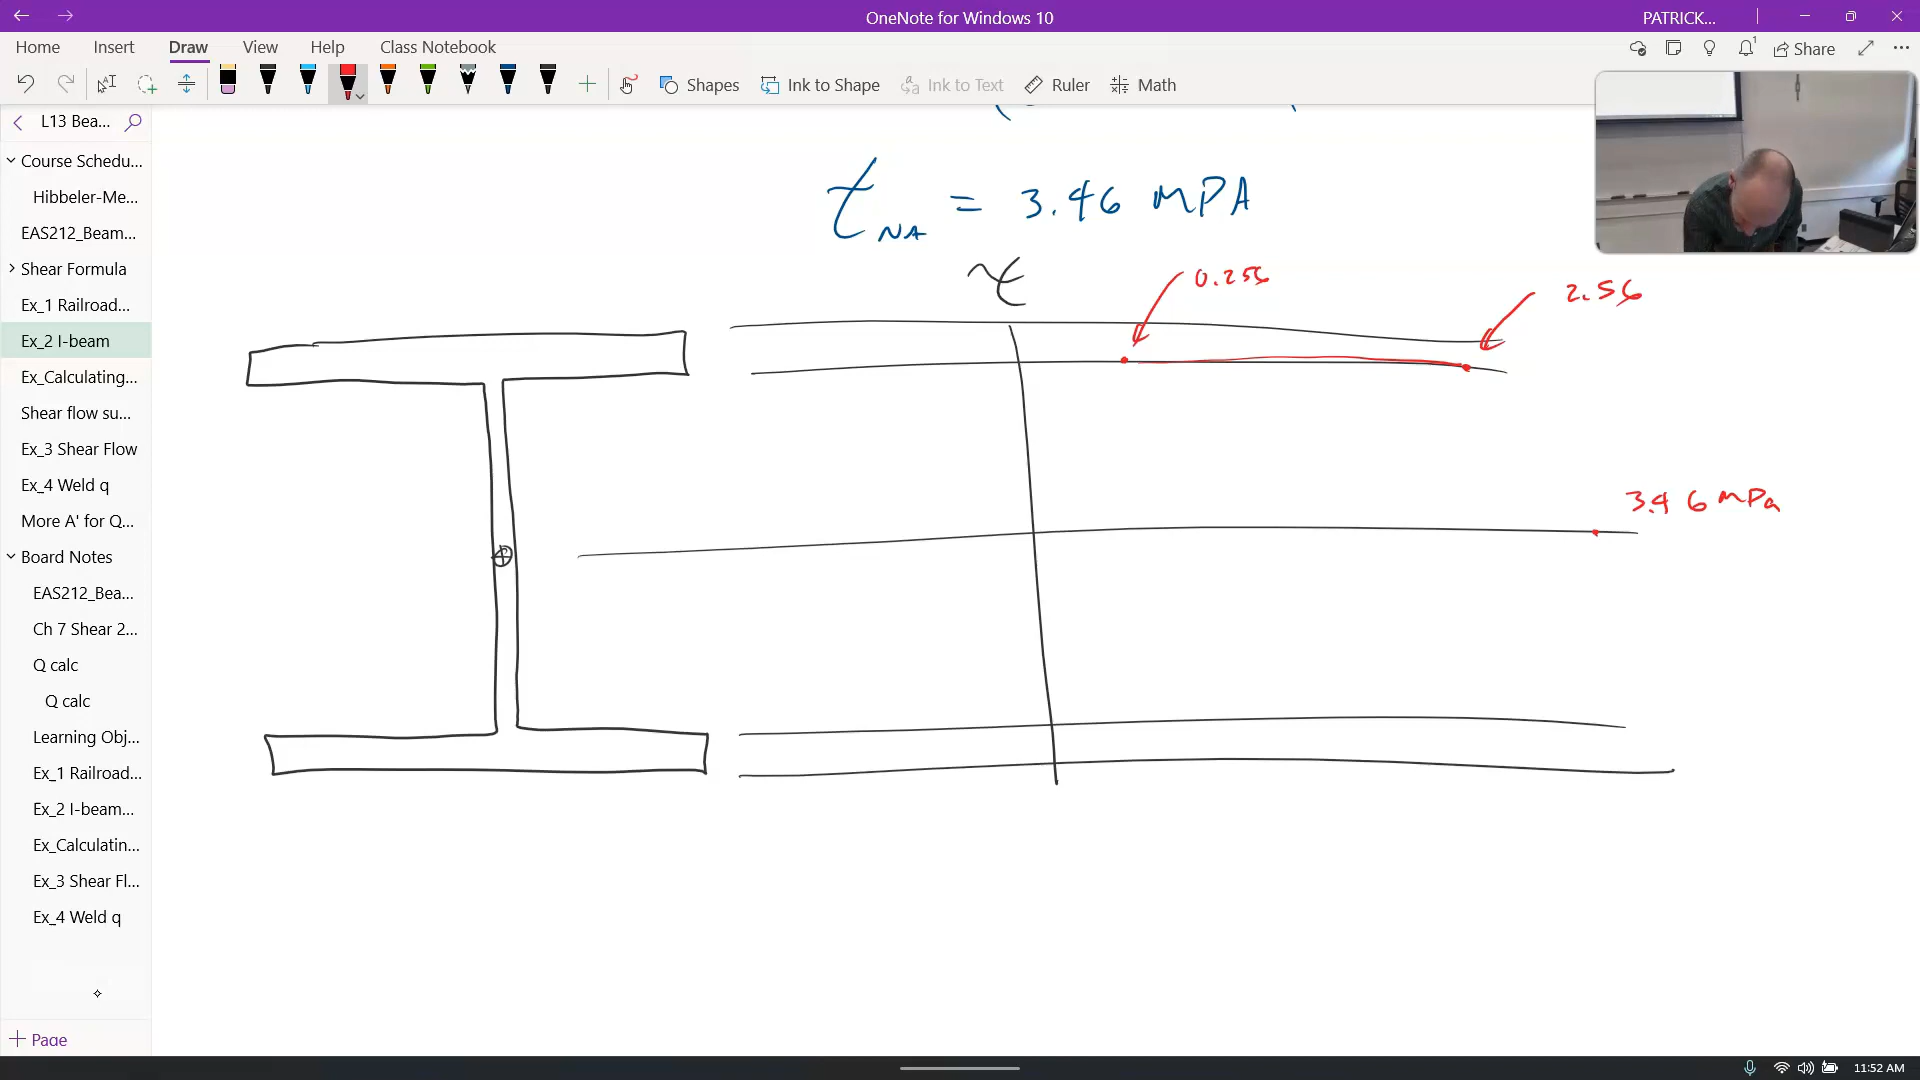 OneNote for Windows 10
PATRICK...
Home Insert Draw View Help Class Notebook
Share
Shapes Ink to Shape Ink to Text Ruler Math
L13 Bea...
Course Schedu...
Hibbeler-Me...
EAS212_Beam...
Shear Formula
Ex_1 Railroad...
Ex_2 I-beam
Ex_Calculating...
Shear flow su...
Ex_3 Shear Flow
Ex_4 Weld q
More A' for Q...
Board Notes
EAS212_Bea...
Ch 7 Shear 2...
Q calc
Q calc
Learning Obj...
Ex_1 Railroad...
Ex_2 I-beam...
Ex_Calculatin...
Ex_3 Shear Fl...
Ex_4 Weld q
Page
τ NA = 3.46 MPA
τ
0.256
2.56
3.46 MPa
11:52 AM